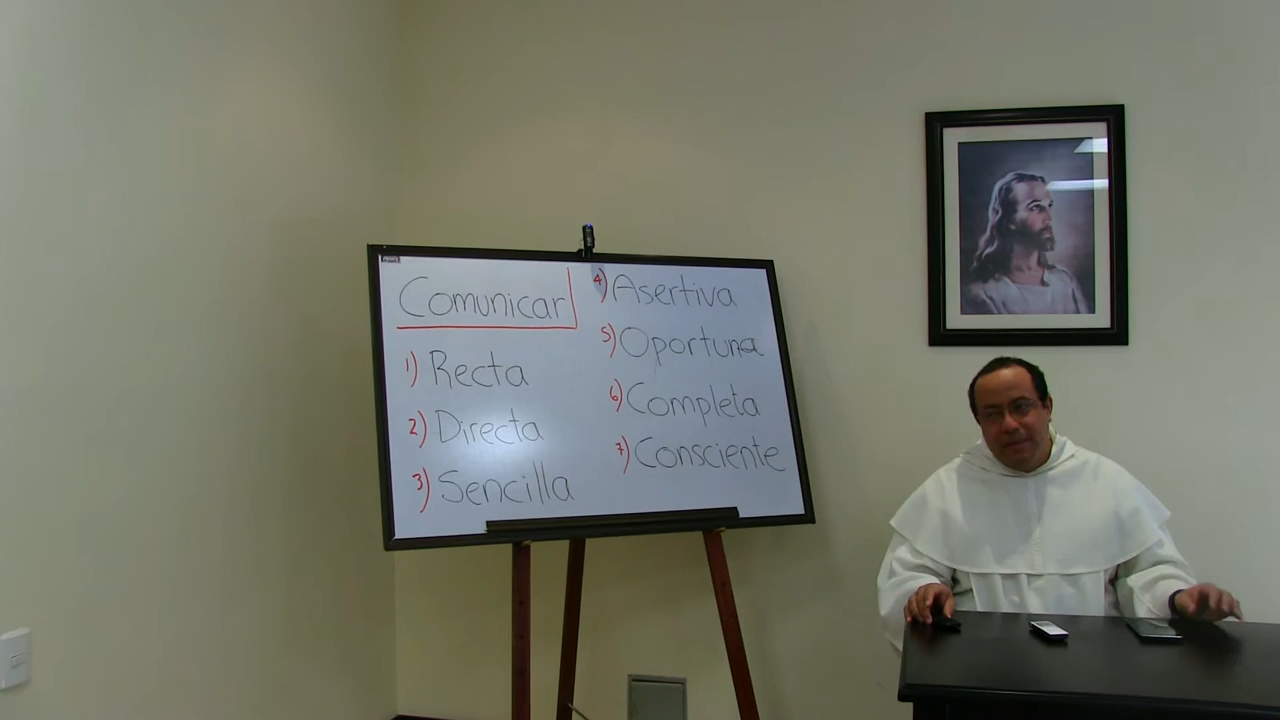 Comunicar
1) Recta
2) Directa
3) Sencilla
4) Asertiva
5) Oportuna
6) Completa
7) Consciente